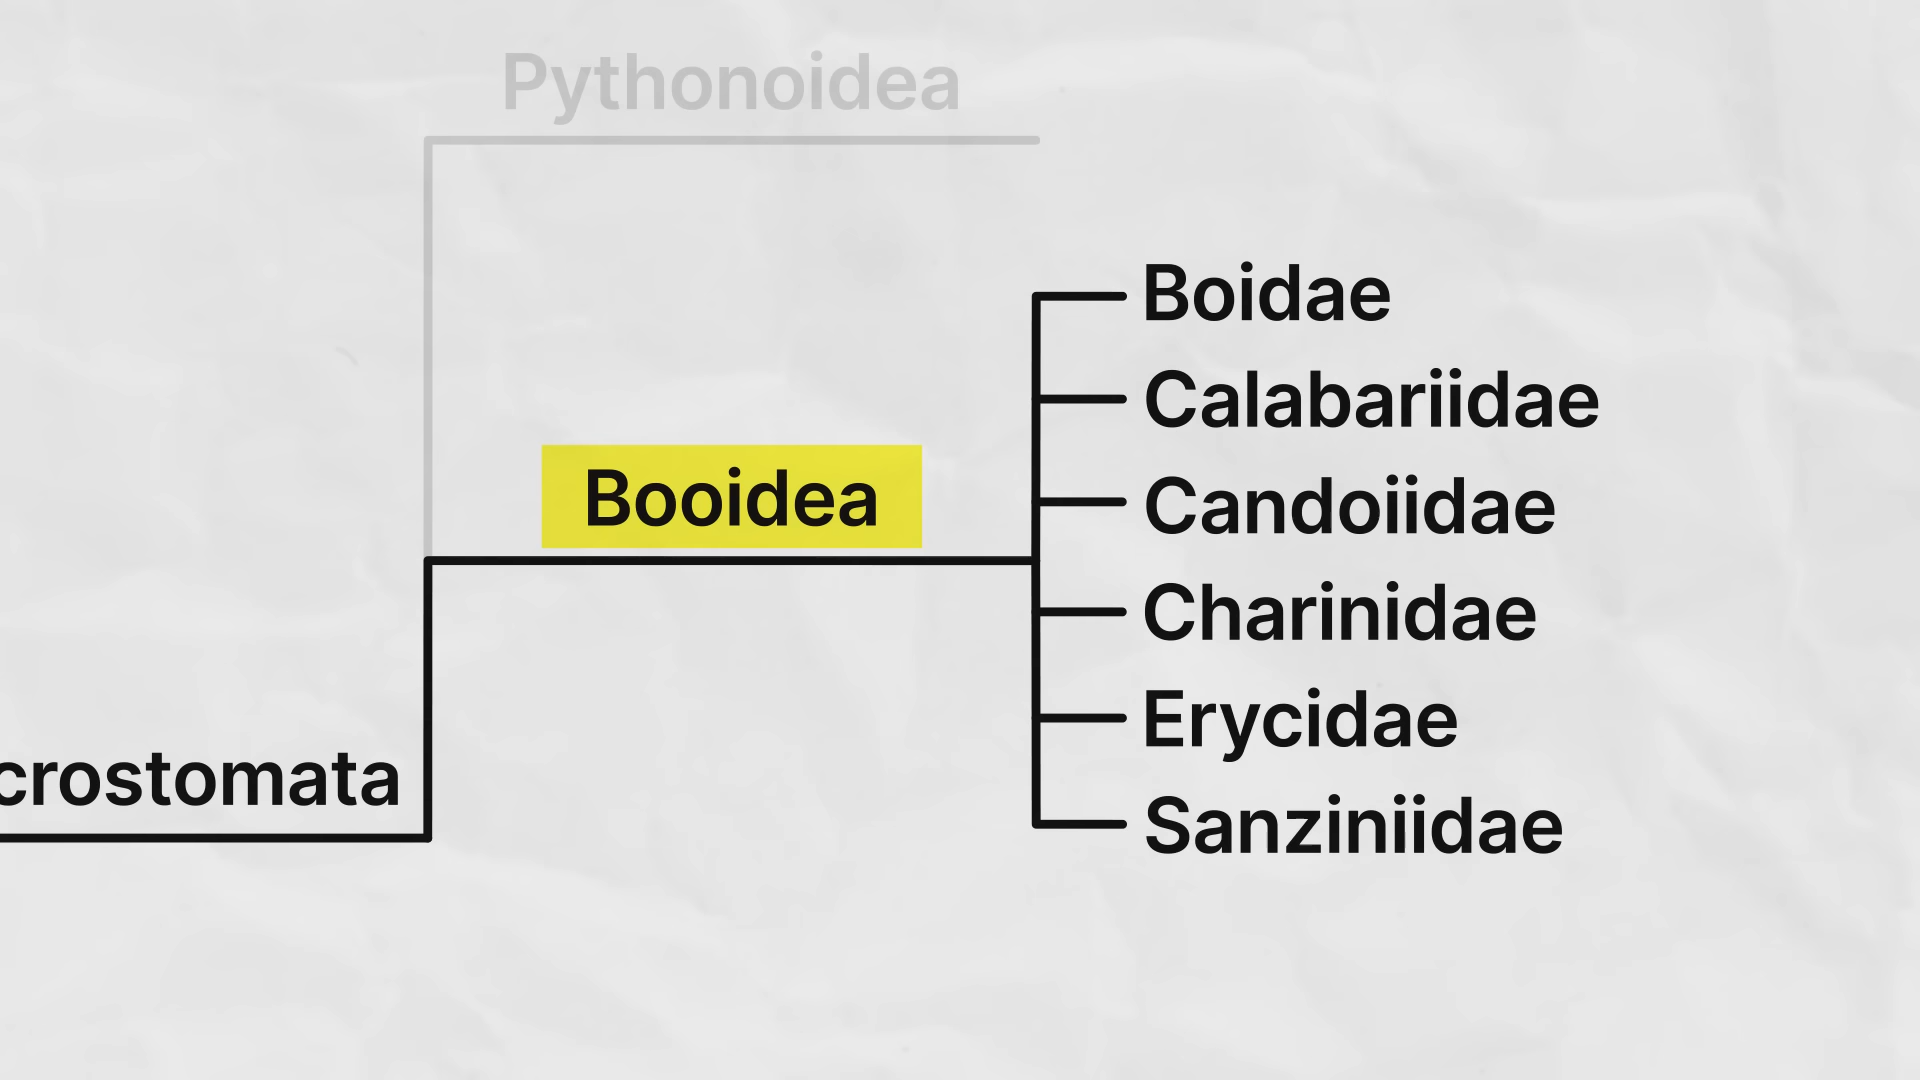 Pythonoidea
Boidae
Calabariidae
Booidea
Candoiidae
Charinidae
Erycidae
crostomata
Sanziniidae